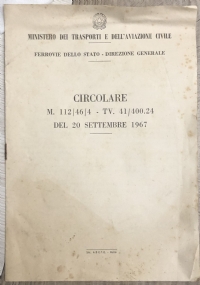 MINISTERO DEI TRASPORTI E DELL'AVIAZIONE CIVILE
FERROVIE DELLO STATO - DIREZIONE GENERALE
CIRCOLARE
M. 112/46/4 - TV. 41/400.24
DEL 20 SETTEMBRE 1967